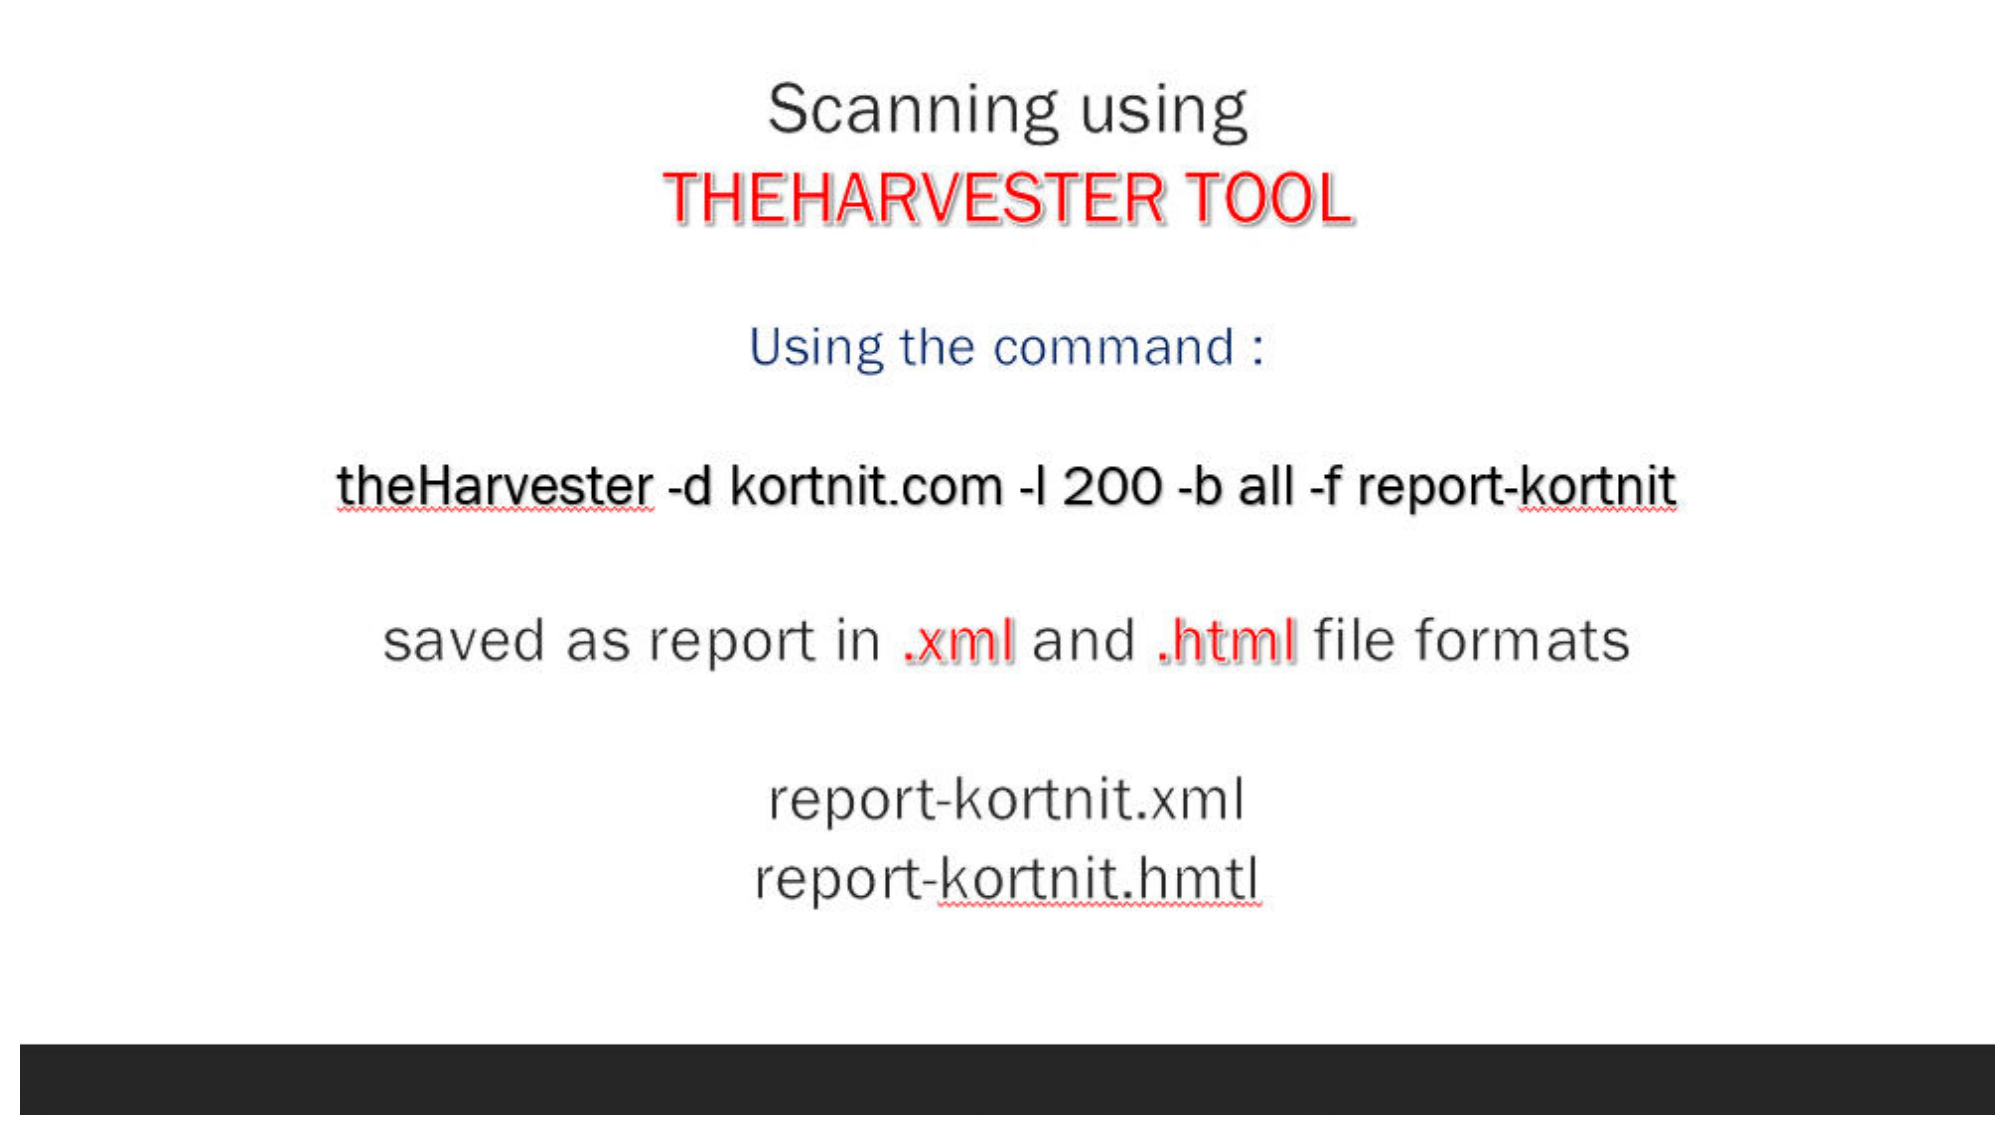 Scanning using
THEHARVESTER TOOL
Using the command :
theHarvester -d kortnit.com -l 200 -b all -f report-kortnit
saved as report in .xml and .html file formats
report-kortnit.xml
report-kortnit.hmtl